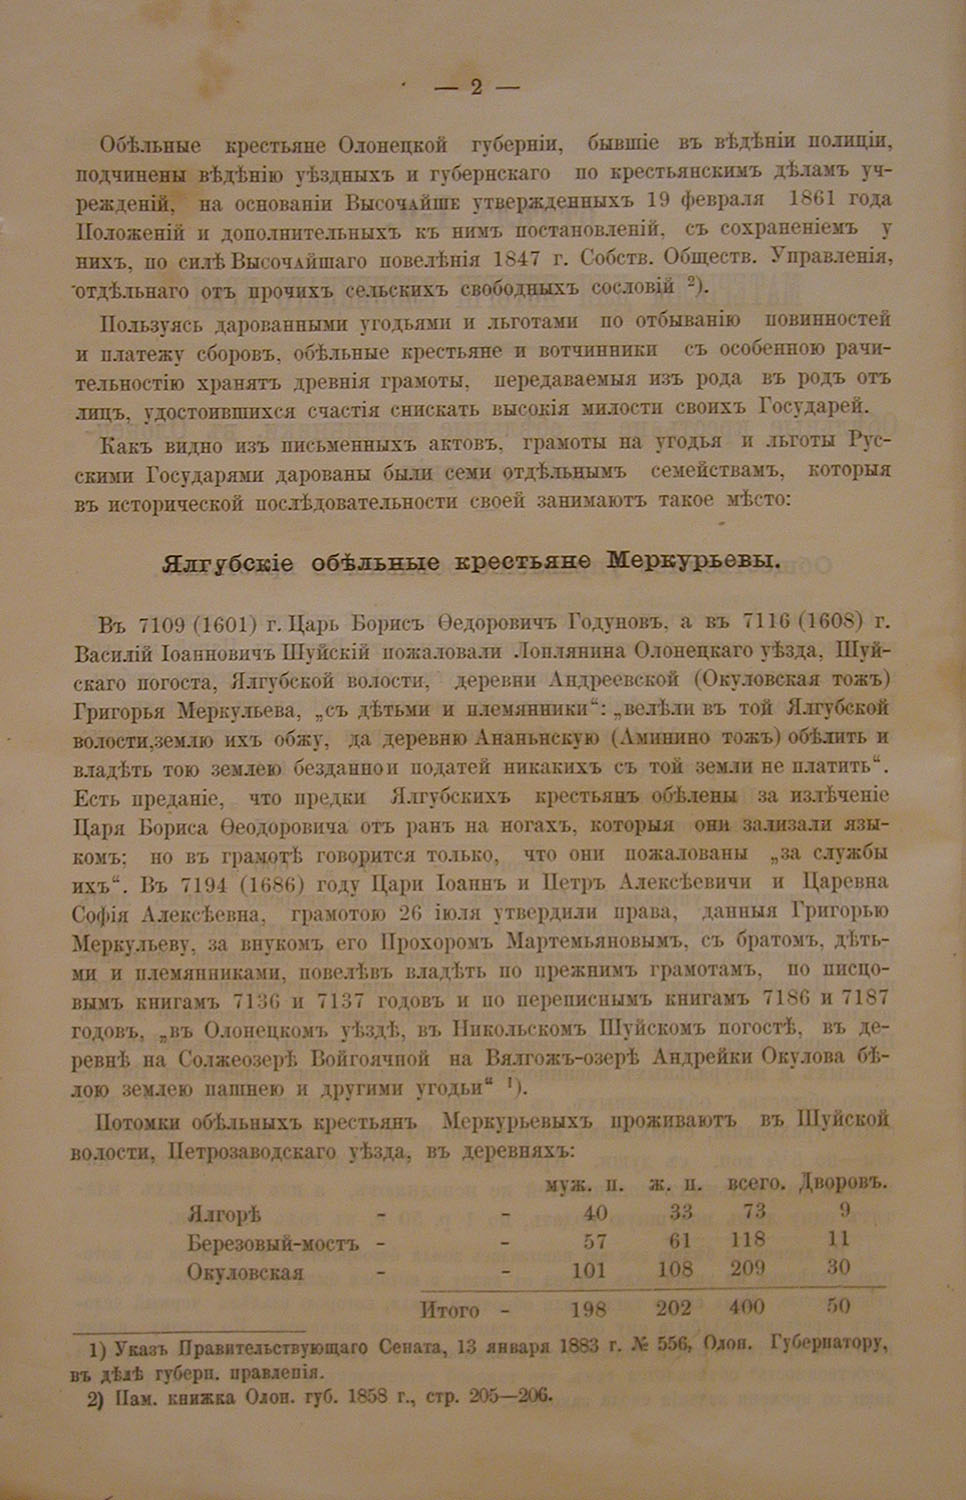 — 2 —
Обѣльные крестьяне Олонецкой губерніи, бывшіе въ вѣдѣніи полиціи,
подчинены вѣдѣнію уѣздныхъ и губернскаго по крестьянскимъ дѣламъ уч-
режденій, на основаніи Высочайше утвержденныхъ 19 февраля 1861 года
Положеній и дополнительныхъ къ нимъ постановленій, съ сохраненіемъ у
нихъ, по силѣ Высочайшаго повелѣнія 1847 г. Собств. Обществ. Управленія,
отдѣльнаго отъ прочихъ сельскихъ свободныхъ сословій ²).
Пользуясь дарованными угодьями и льготами по отбыванію повинностей
и платежу сборовъ, обѣльные крестьяне и вотчинники съ особенною рачи-
тельностію хранятъ древнія грамоты, передаваемыя изъ рода въ родъ отъ
лицъ, удостоившихся счастія снискать высокія милости своихъ Государей.
Какъ видно изъ письменныхъ актовъ, грамоты на угодья и льготы Рус-
скими Государями дарованы были семи отдѣльнымъ семействамъ, которыя
въ исторической послѣдовательности своей занимаютъ такое мѣсто:
Ялгубскіе обѣльные крестьяне Меркурьевы.
Въ 7109 (1601) г. Царь Борисъ Ѳедоровичъ Годуновъ, а въ 7116 (1608) г.
Василій Іоанновичъ Шуйскій пожаловали Лоплянина Олонецкаго уѣзда, Шуй-
скаго погоста, Ялгубской волости, деревни Андреевской (Окуловская тожъ)
Григорья Меркульева, „съ дѣтьми и племянники“: „велѣли въ той Ялгубской
волости,землю ихъ обжу, да деревню Ананьнскую (Аминино тожъ) обѣлить и
владѣть тою землею безданнои податей никакихъ съ той земли не платить“.
Есть преданіе, что предки Ялгубскихъ крестьянъ обѣлены за излѣченіе
Царя Бориса Ѳеодоровича отъ ранъ на ногахъ, которыя они зализали язы-
комъ; но въ грамотѣ говорится только, что они пожалованы „за службы
ихъ“. Въ 7194 (1686) году Цари Іоаннъ и Петръ Алексѣевичи и Царевна
Софія Алексѣевна, грамотою 26 іюля утвердили права, данныя Григорью
Меркульеву, за внукомъ его Прохоромъ Мартемьяновымъ, съ братомъ, дѣть-
ми и племянниками, повелѣвъ владѣть по прежнимъ грамотамъ, по писцо-
вымъ книгамъ 7136 и 7137 годовъ и по переписнымъ книгамъ 7186 и 7187
годовъ, „въ Олонецкомъ уѣздѣ, въ Никольскомъ Шуйскомъ погостѣ, въ де-
ревнѣ на Солжеозерѣ Войгоячной на Вялгожъ-озерѣ Андрейки Окулова бѣ-
лою землею пашнею и другими угодьи“ ¹).
Потомки обѣльныхъ крестьянъ Меркурьевыхъ проживаютъ въ Шуйской
волости, Петрозаводскаго уѣзда, въ деревняхъ:
муж. п. ж. п. всего. Дворовъ.
Ялгорѣ - - 40 33 73 9
Березовый-мостъ - - 57 61 118 11
Окуловская - - 101 108 209 30
Итого - 198 202 400 50
1) Указъ Правительствующаго Сената, 13 января 1883 г. № 556, Олон. Губернатору,
въ дѣлѣ губерн. правленія.
2) Пам. книжка Олон. губ. 1858 г., стр. 205—206.